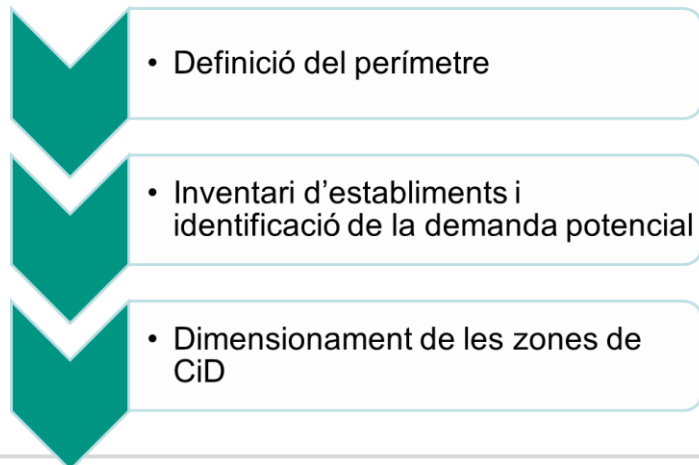 • Definició del perímetre
• Inventari d’establiments i
identificació de la demanda potencial
• Dimensionament de les zones de
CiD